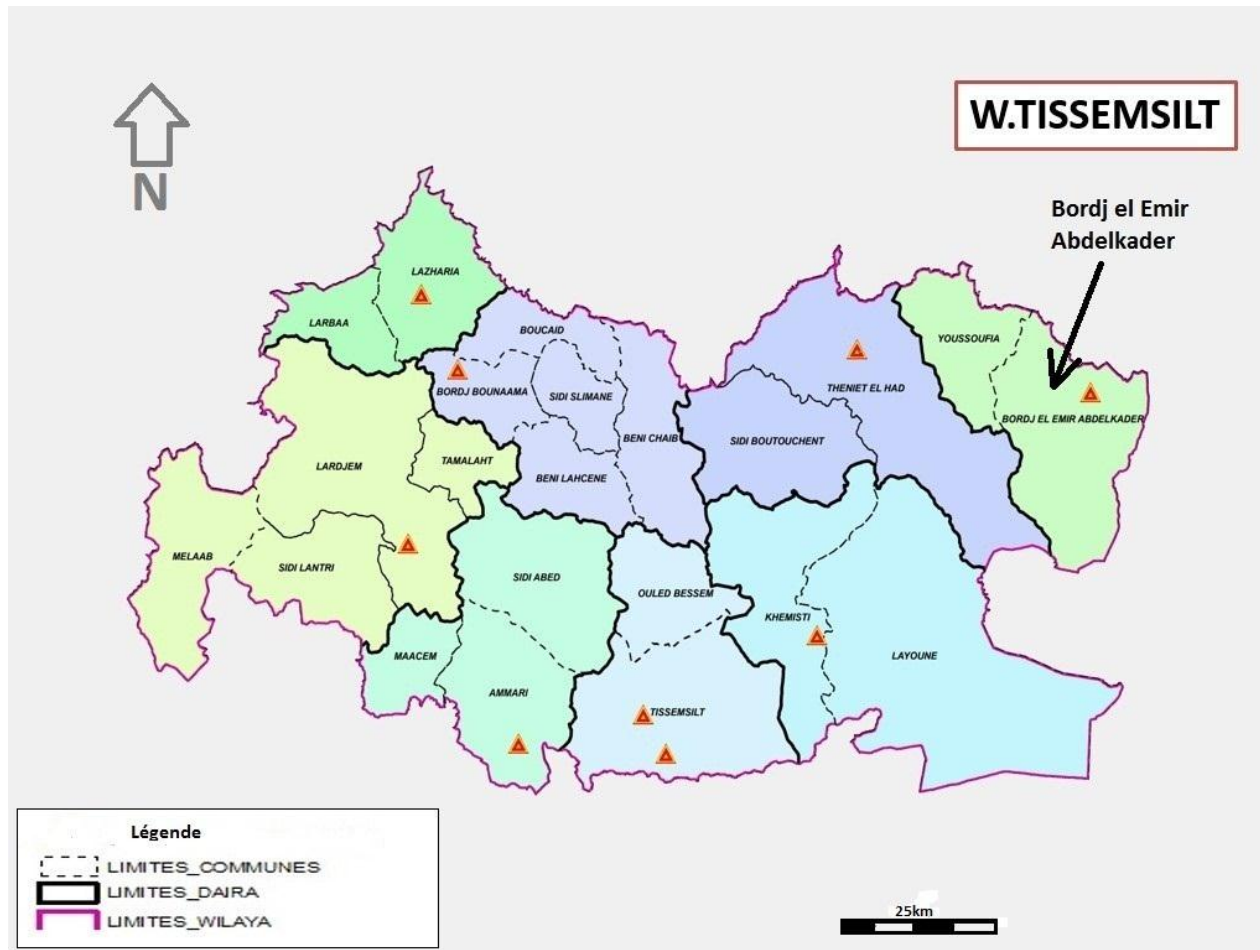 W.TISSEMSILT
N
Bordj el Emir
Abdelkader
LAZHARIA
LARBAA
BOUCAID
YOUSSOUFIA
BORDJ BOUNAAMA
SIDI SLIMANE
THENIET EL HAD
BORDJ EL EMIR ABDELKADER
BENI CHAIB
SIDI BOUTOUCHENT
LARDJEM
TAMALAHT
BENI LAHCENE
MELAAB
SIDI LANTRI
SIDI ABED
OULED BESSEM
KHEMISTI
LAYOUNE
MAACEM
AMMARI
TISSEMSILT
Légende
LIMITES_COMMUNES
LIMITES_DAIRA
LIMITES_WILAYA
25km